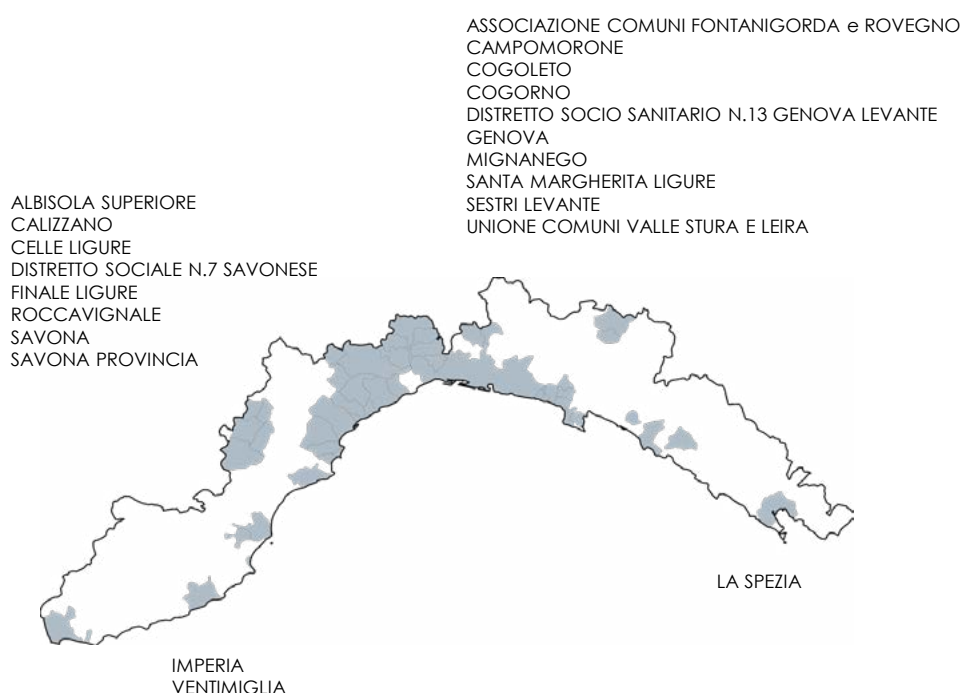 ASSOCIAZIONE COMUNI FONTANIGORDA e ROVEGNO
CAMPOMORONE
COGOLETO
COGORNO
DISTRETTO SOCIO SANITARIO N.13 GENOVA LEVANTE
GENOVA
MIGNANEGO
SANTA MARGHERITA LIGURE
SESTRI LEVANTE
UNIONE COMUNI VALLE STURA E LEIRA
ALBISOLA SUPERIORE
CALIZZANO
CELLE LIGURE
DISTRETTO SOCIALE N.7 SAVONESE
FINALE LIGURE
ROCCAVIGNALE
SAVONA
SAVONA PROVINCIA
LA SPEZIA
IMPERIA
VENTIMIGLIA